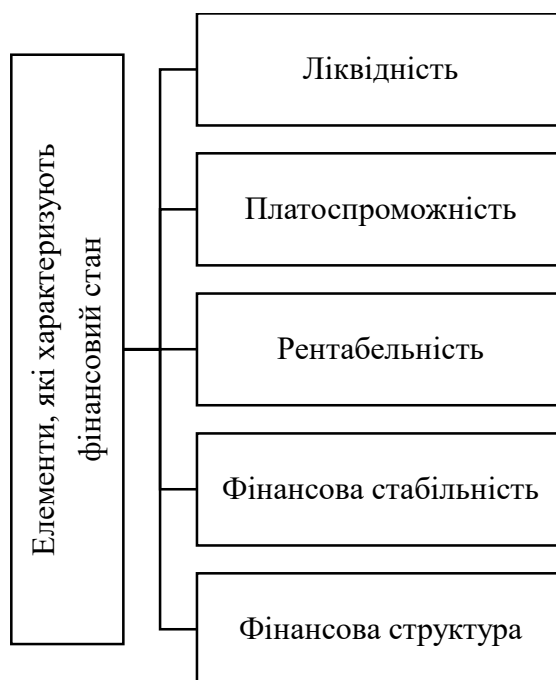 Елементи, які характеризують
фінансовий стан
Ліквідність
Платоспроможність
Рентабельність
Фінансова стабільність
Фінансова структура